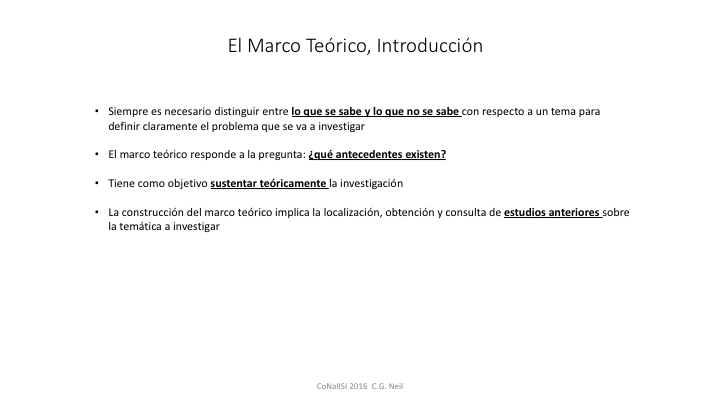 El Marco Teórico, Introducción
• Siempre es necesario distinguir entre lo que se sabe y lo que no se sabe con respecto a un tema para
definir claramente el problema que se va a investigar
• El marco teórico responde a la pregunta: ¿qué antecedentes existen?
• Tiene como objetivo sustentar teóricamente la investigación
• La construcción del marco teórico implica la localización, obtención y consulta de estudios anteriores sobre
la temática a investigar
CoNaIISI 2016 C.G. Neil